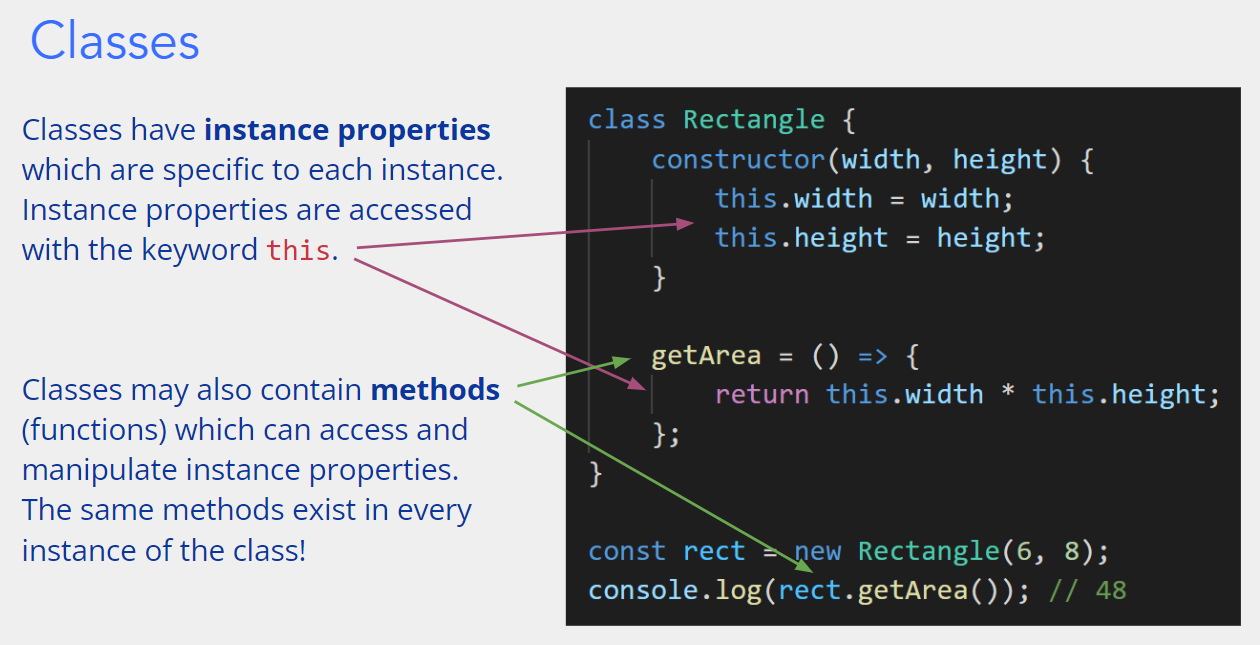 Classes
Classes have instance properties
which are specific to each instance.
Instance properties are accessed
with the keyword this.
Classes may also contain methods
(functions) which can access and
manipulate instance properties.
The same methods exist in every
instance of the class!
class Rectangle {
    constructor(width, height) {
        this.width = width;
        this.height = height;
    }
    getArea = () => {
        return this.width * this.height;
    };
}
const rect = new Rectangle(6, 8);
console.log(rect.getArea()); // 48